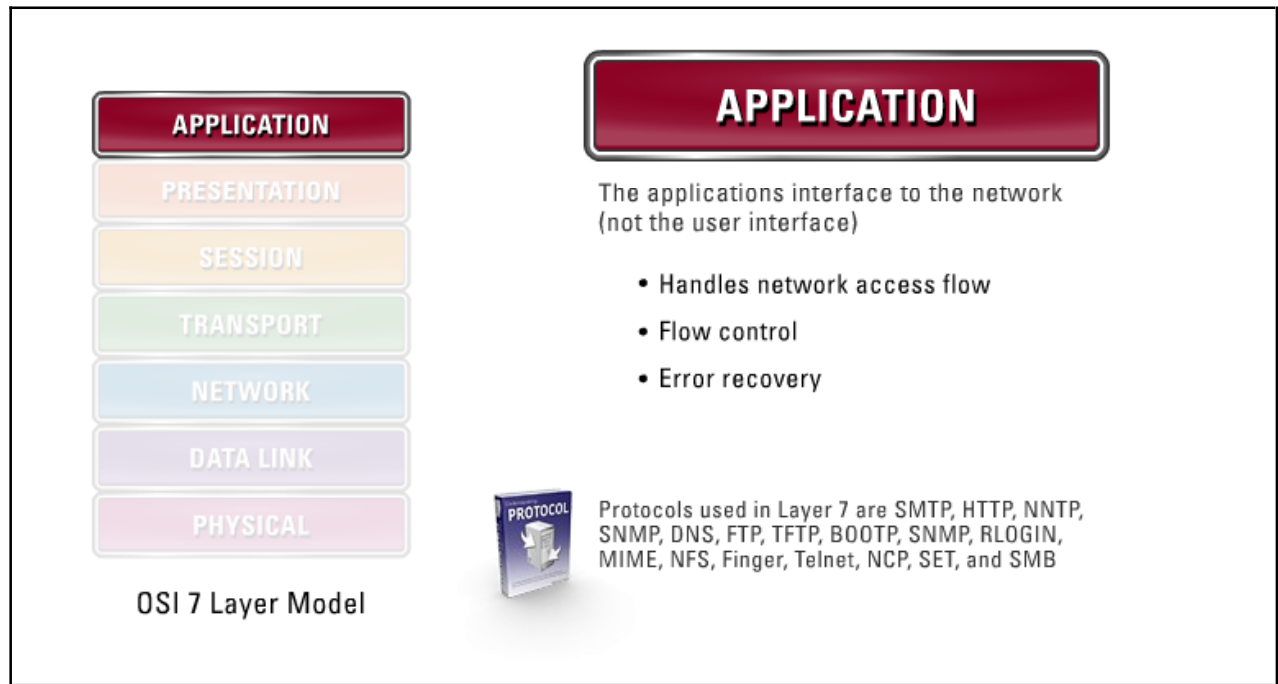 APPLICATION
PRESENTATION
SESSION
TRANSPORT
NETWORK
DATA LINK
PHYSICAL
OSI 7 Layer Model
APPLICATION
The applications interface to the network
(not the user interface)
• Handles network access flow
• Flow control
• Error recovery
PROTOCOL
Protocols used in Layer 7 are SMTP, HTTP, NNTP,
SNMP, DNS, FTP, TFTP, BOOTP, SNMP, RLOGIN,
MIME, NFS, Finger, Telnet, NCP, SET, and SMB